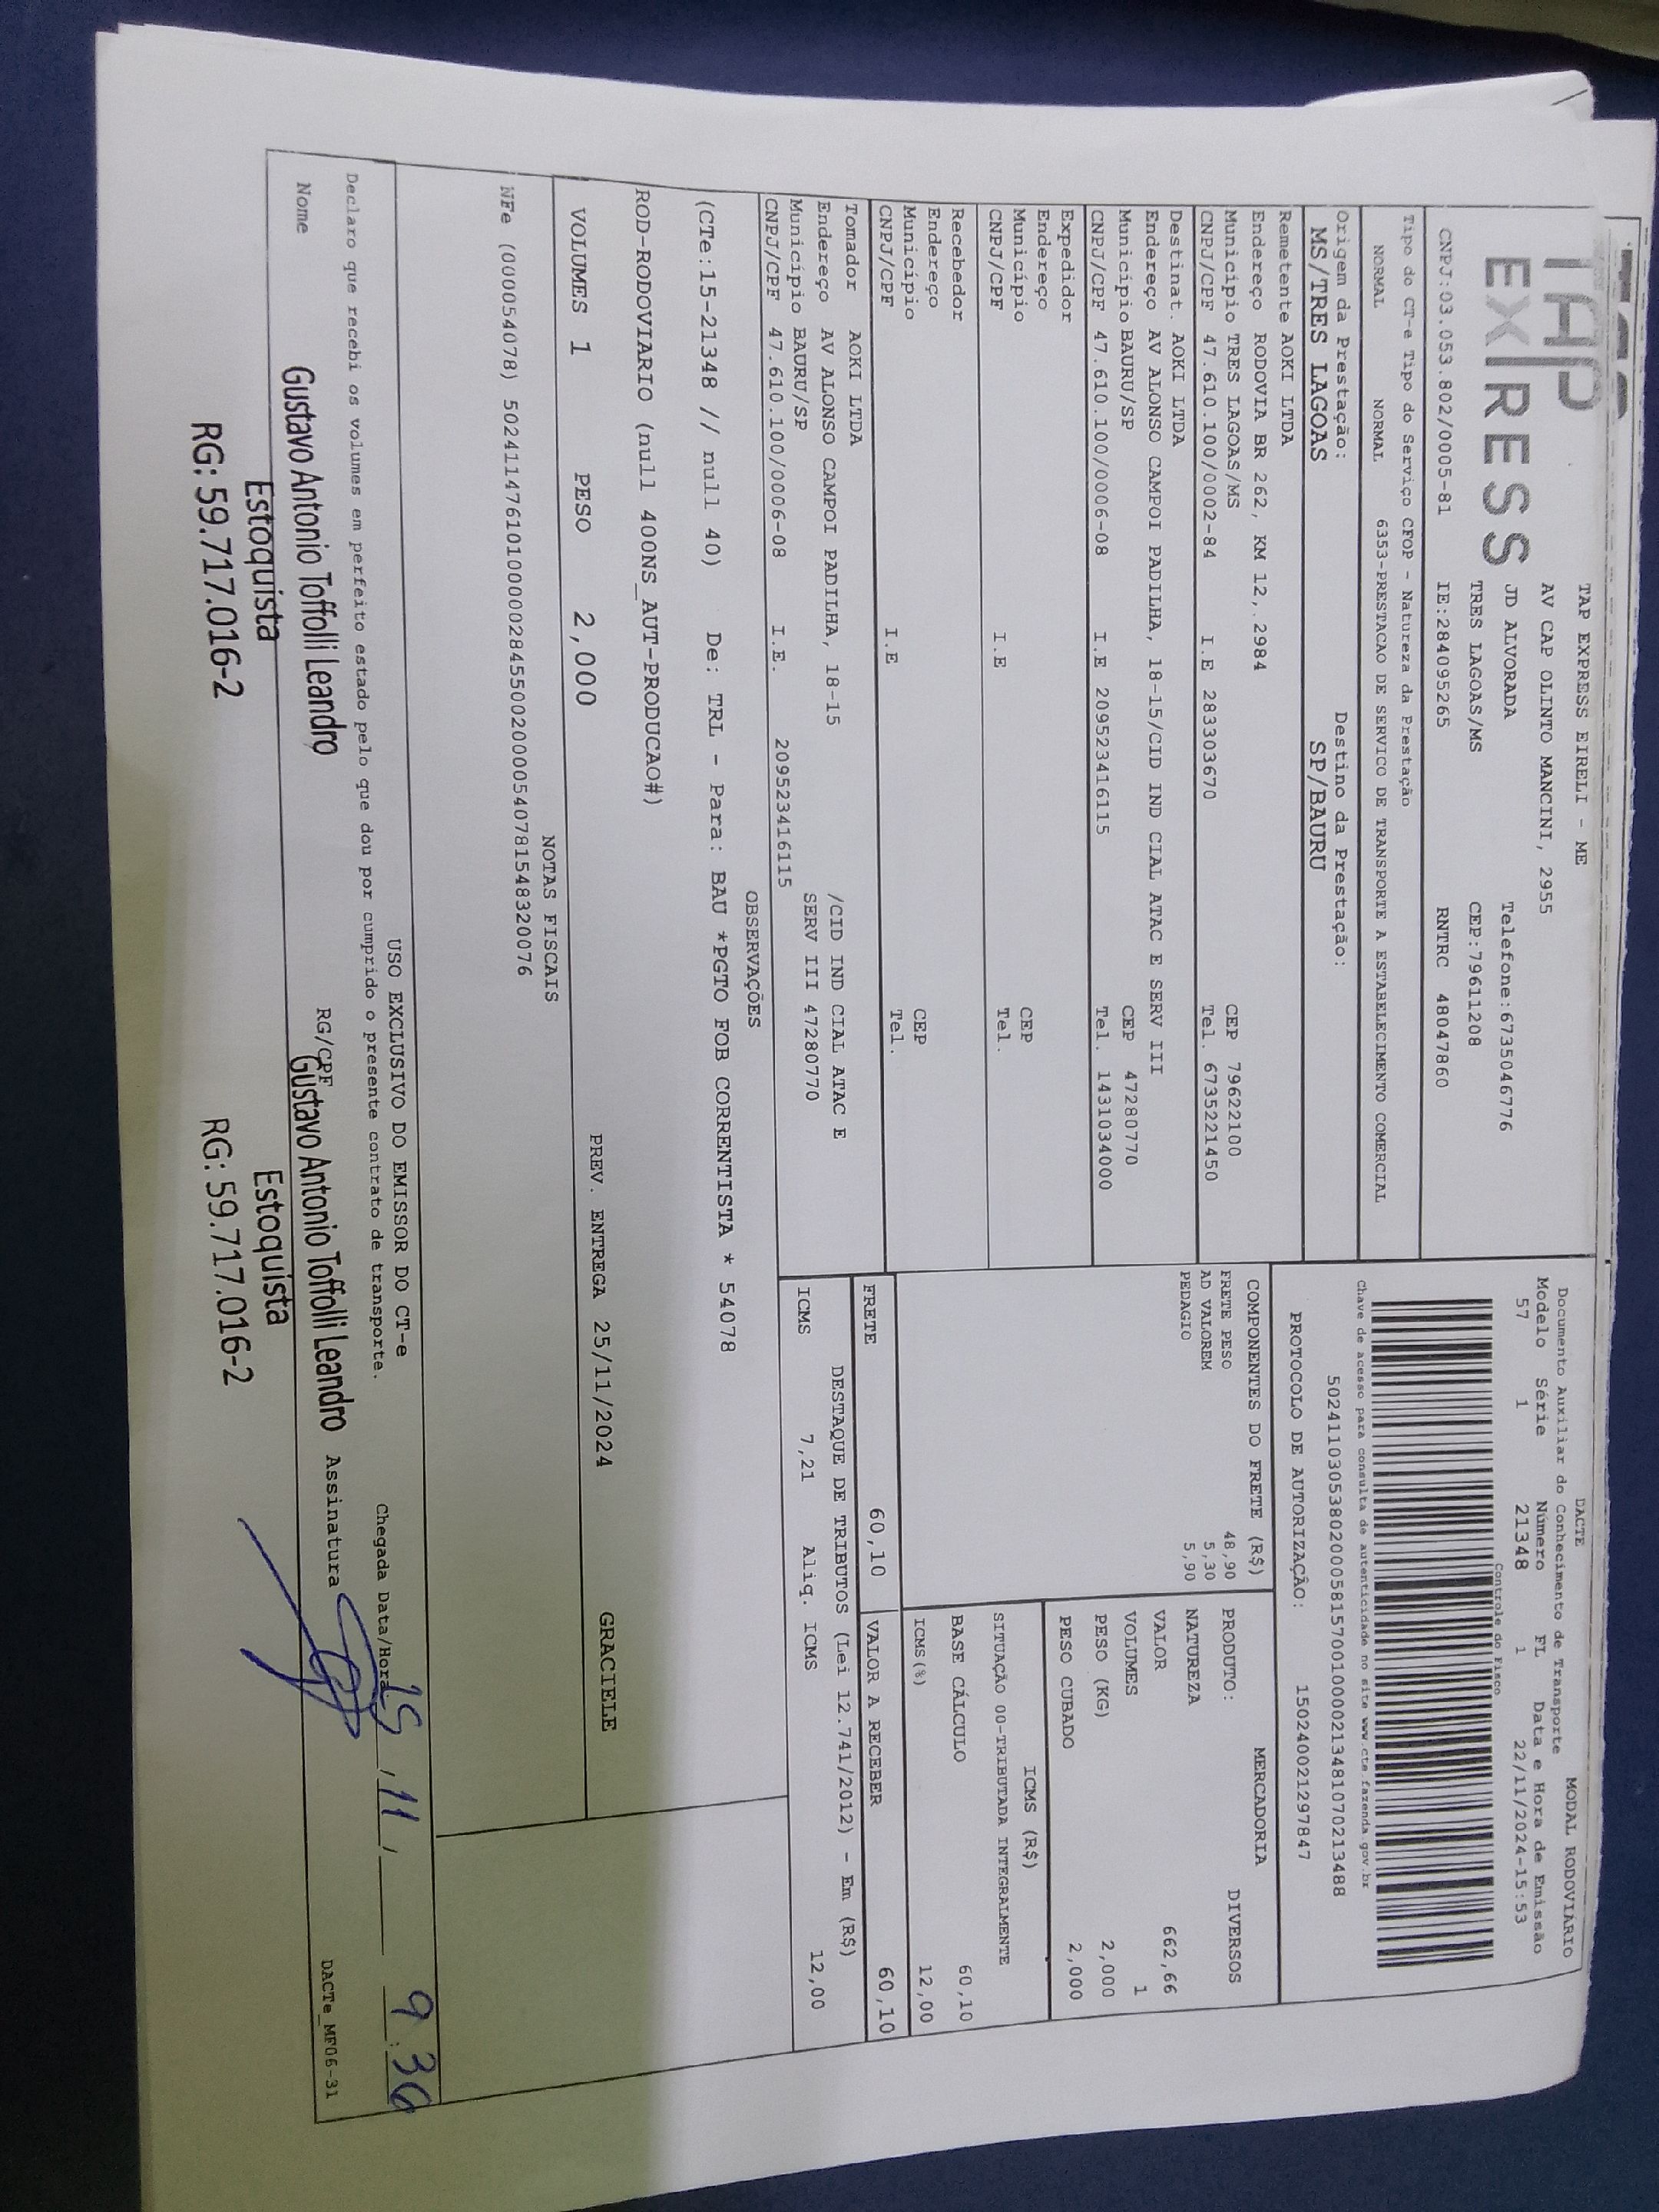 TAP
EXPRESS
TAP EXPRESS EIRELI - ME
AV CAP OLINTO MANCINI, 2955
JD ALVORADA Telefone:6735046776
TRES LAGOAS/MS CEP:79611208
CNPJ:03.053.802/0005-81 IE:284095265 RNTRC 48047860
DACTE MODAL RODOVIÁRIO
Documento Auxiliar do Conhecimento de Transporte
Modelo Série Número FL Data e Hora de Emissão
57 1 21348 1 1 22/11/2024-15:53
Controle do Fisco
Chave de acesso para consulta de autenticidade no site www.cte.fazenda.gov.br
50241103053802000581570010000213481070213488
PROTOCOLO DE AUTORIZAÇÃO: 150240021297847
Tipo do CT-e Tipo do Serviço CFOP - Natureza da Prestação
NORMAL NORMAL 6353-PRESTACAO DE SERVICO DE TRANSPORTE A ESTABELECIMENTO COMERCIAL
Origem da Prestação: Destino da Prestação:
MS/TRES LAGOAS SP/BAURU
Remetente AOKI LTDA
Endereço RODOVIA BR 262, KM 12, 2984
Município TRES LAGOAS/MS CEP 79622100
CNPJ/CPF 47.610.100/0002-84 I.E 283303670 Tel. 673522145​0
Destinat. AOKI LTDA
Endereço AV ALONSO CAMPOI PADILHA, 18-15/CID IND CIAL ATAC E SERV III
Município BAURU/SP CEP 47280770
CNPJ/CPF 47.610.100/0006-08 I.E 209523416115 Tel. 1431034000
Expedidor
Endereço
Município CEP
CNPJ/CPF I.E Tel.
Recebedor
Endereço
Município CEP
CNPJ/CPF I.E Tel.
Tomador AOKI LTDA
Endereço AV ALONSO CAMPOI PADILHA, 18-15 /CID IND CIAL ATAC E
Município BAURU/SP SERV III 47280770
CNPJ/CPF 47.610.100/0006-08 I.E. 209523416115
COMPONENTES DO FRETE (R$)
FRETE PESO 48,90
AD VALOREM 5,30
PEDAGIO 5,90
MERCADORIA
PRODUTO: DIVERSOS
NATUREZA
VALOR 662,66
VOLUMES 1
PESO (KG) 2,000
PESO CUBADO 2,000
ICMS (R$)
SITUAÇÃO 00-TRIBUTADA INTEGRALMENTE
BASE CÁLCULO 60,10
ICMS(%) 12,00
FRETE 60,10 VALOR A RECEBER 60,10
DESTAQUE DE TRIBUTOS (Lei 12.741/2012) - Em (R$)
ICMS 7,21 Aliq. ICMS 12,00
OBSERVAÇÕES
(CTe:15-21348 // null 40) De: TRL - Para: BAU *PGTO FOB CORRENTISTA * 54078
ROD-RODOVIARIO (null 400NS_AUT-PRODUCAO#)
VOLUMES 1 PESO 2,000 PREV. ENTREGA 25/11/2024 GRACIELE
NOTAS FISCAIS
NFe (000054078) 50241147610100000284550020000540781548320076
USO EXCLUSIVO DO EMISSOR DO CT-e
Declaro que recebi os volumes em perfeito estado pelo que dou por cumprido o presente contrato de transporte.
Chegada Data/Hora 25 / 11 / 9 : 36
Nome RG/CPF Assinatura
Gustavo Antonio Toffolli Leandro Gustavo Antonio Toffolli Leandro
Estoquista Estoquista
RG: 59.717.016-2 RG: 59.717.016-2
DACTe_MF06-31